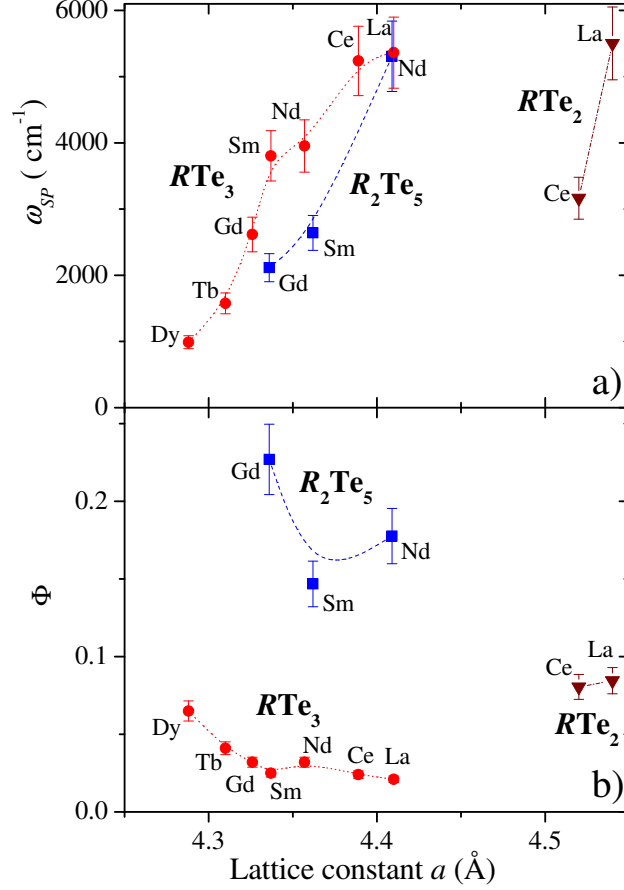 6000
4000
2000
0
ω_SP ( cm⁻¹)
La
Ce
Nd
La
Nd
Sm
RTe₂
RTe₃
R₂Te₅
Ce
Gd
Sm
Tb
Gd
Dy
a)
0.2
0.1
0.0
Φ
Gd
R₂Te₅
Nd
Sm
La
Ce
RTe₃
RTe₂
Dy
Nd
Tb
Ce
La
Gd
Sm
b)
4.3
4.4
4.5
Lattice constant a (Å)